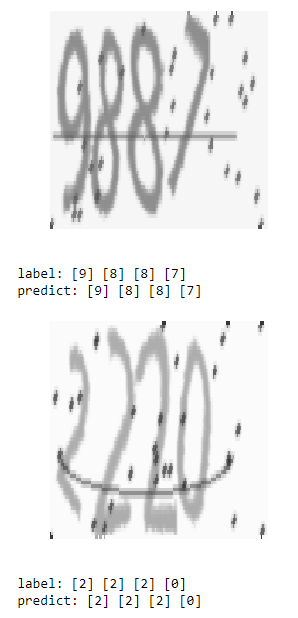 9887
label: [9] [8] [8] [7]
predict: [9] [8] [8] [7]
2220
label: [2] [2] [2] [0]
predict: [2] [2] [2] [0]